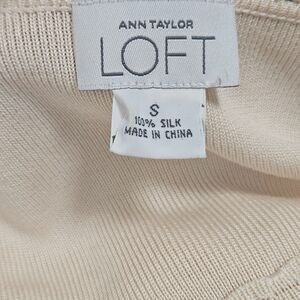 ANN TAYLOR
LOFT
S
100% SILK
MADE IN CHINA